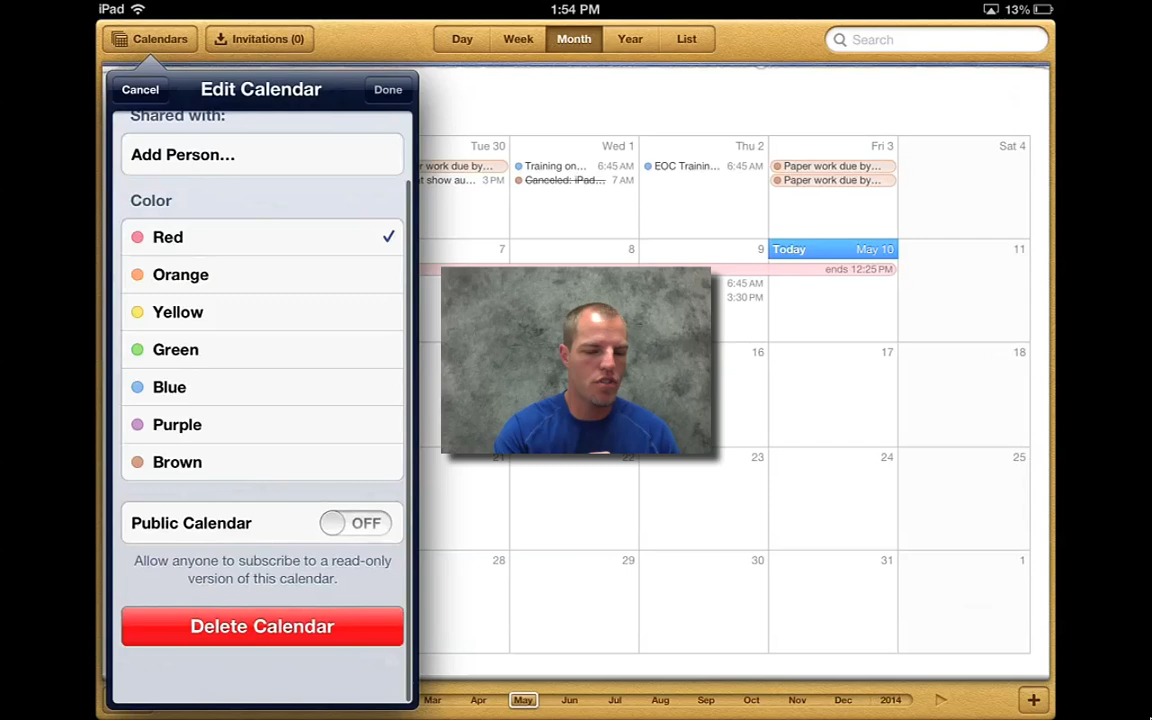 iPad
1:54 PM
13%
Calendars
Invitations (0)
Day
Week
Month
Year
List
Search
Cancel
Edit Calendar
Done
Shared with:
Add Person...
Color
Red
Orange
Yellow
Green
Blue
Purple
Brown
Public Calendar
OFF
Allow anyone to subscribe to a read-only
version of this calendar.
Delete Calendar
Tue 30
Wed 1
Thu 2
Fri 3
Sat 4
work due by...
Training on... 6:45 AM
EOC Trainin... 6:45 AM
Paper work due by...
show au... 3 PM
Canceled: iPad... 7 AM
Paper work due by...
7
8
9
Today May 10
11
ends 12:25 PM
6:45 AM
3:30 PM
16
17
18
21
22
23
24
25
28
29
30
31
1
Mar
Apr
May
Jun
Jul
Aug
Sep
Oct
Nov
Dec
2014